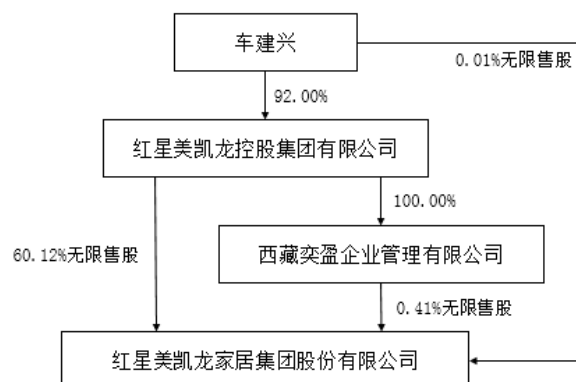 车建兴
0.01%无限售股
92.00%
红星美凯龙控股集团有限公司
100.00%
60.12%无限售股
西藏奕盈企业管理有限公司
0.41%无限售股
红星美凯龙家居集团股份有限公司